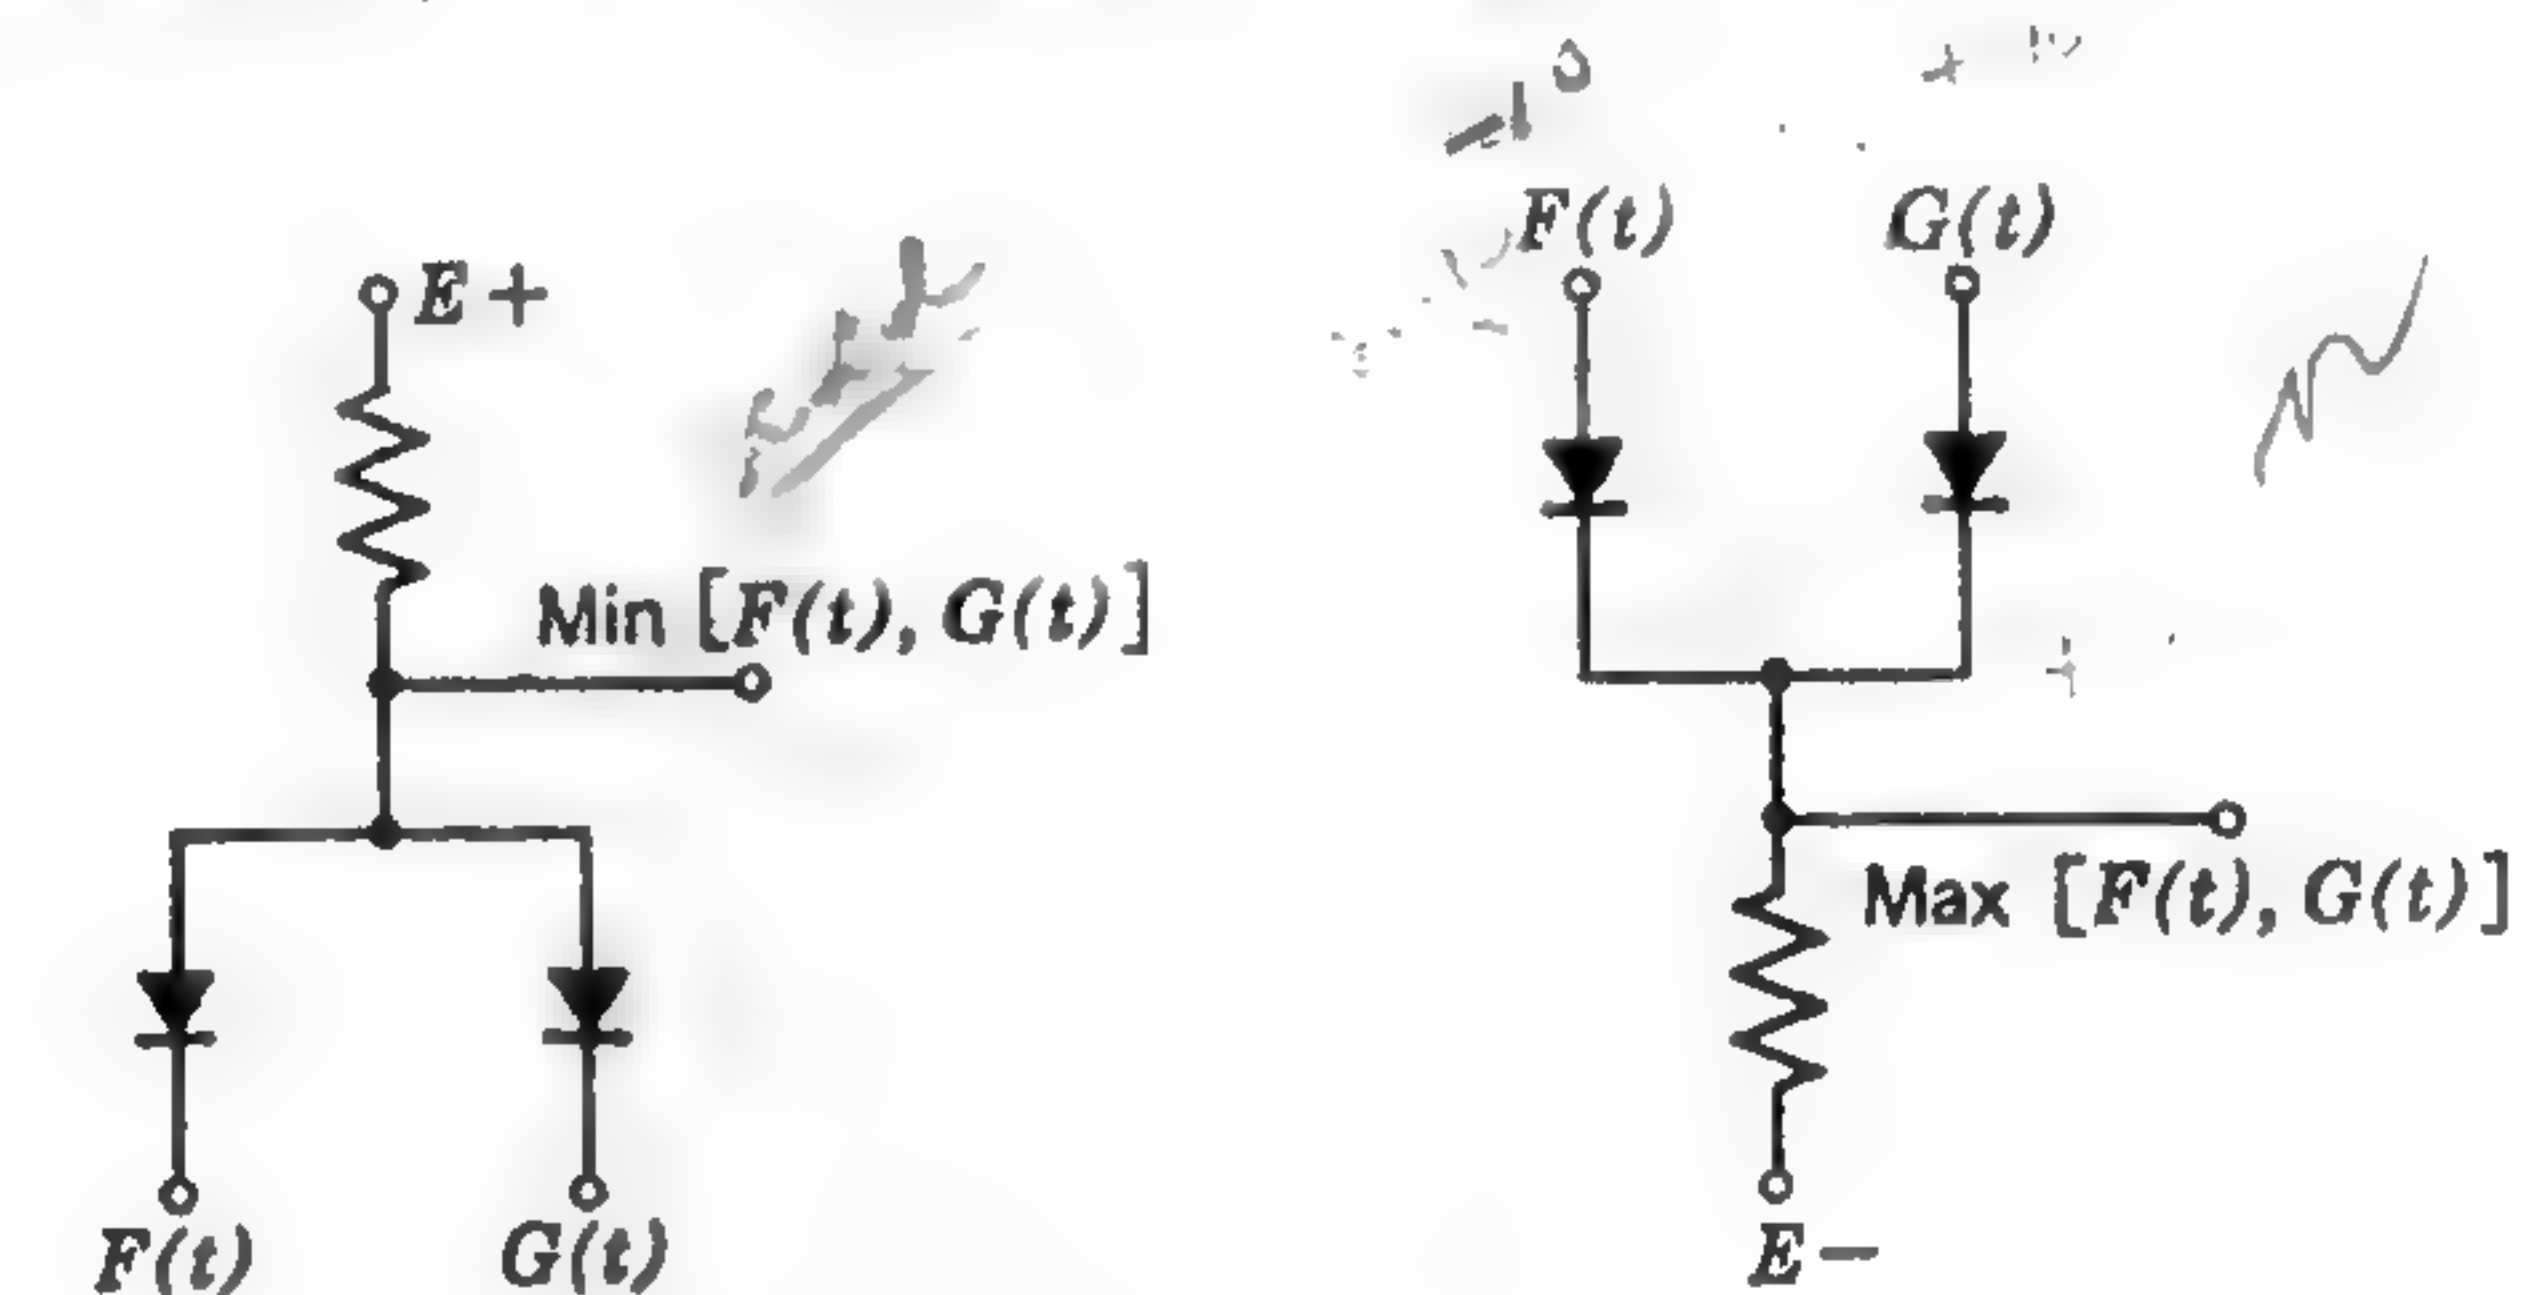 E+
Min [F(t), G(t)]
F(t)
G(t)
F(t)
G(t)
Max [F(t), G(t)]
E−